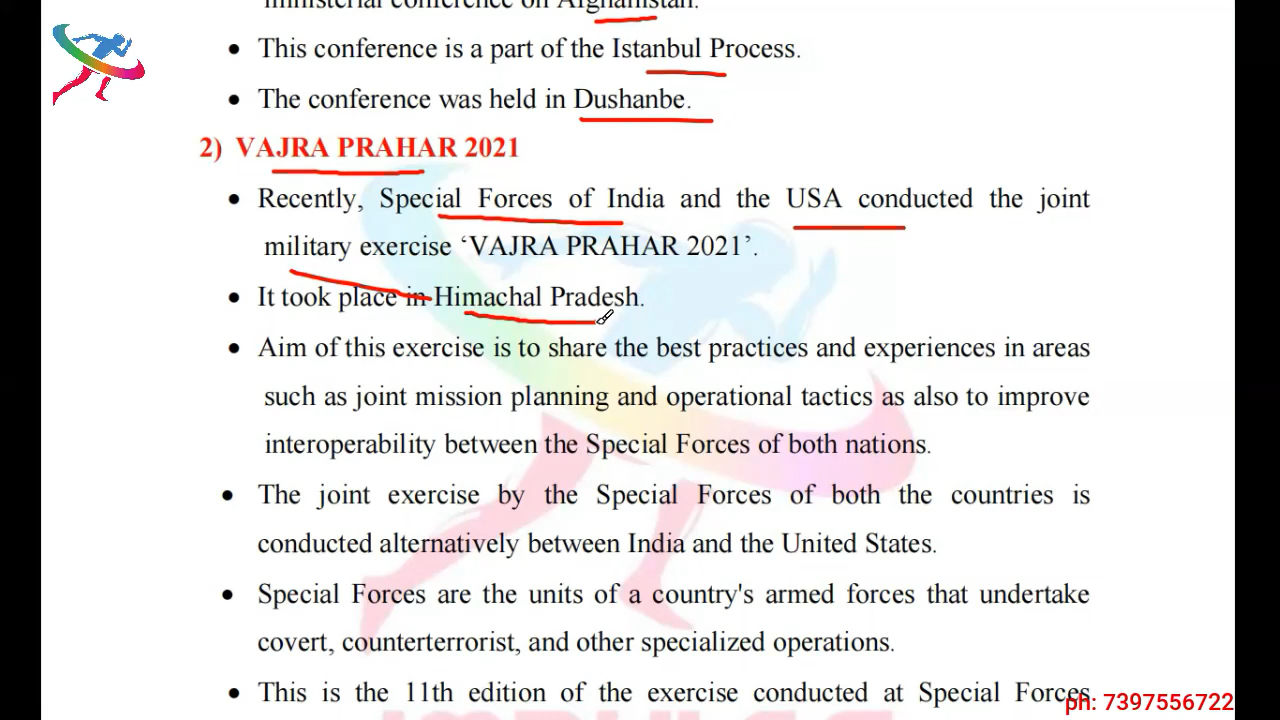 ministerial conference on Afghanistan.
• This conference is a part of the Istanbul Process.
• The conference was held in Dushanbe.
2) VAJRA PRAHAR 2021
• Recently, Special Forces of India and the USA conducted the joint
military exercise ‘VAJRA PRAHAR 2021’.
• It took place in Himachal Pradesh.
• Aim of this exercise is to share the best practices and experiences in areas
such as joint mission planning and operational tactics as also to improve
interoperability between the Special Forces of both nations.
• The joint exercise by the Special Forces of both the countries is
conducted alternatively between India and the United States.
• Special Forces are the units of a country's armed forces that undertake
covert, counterterrorist, and other specialized operations.
• This is the 11th edition of the exercise conducted at Special Forces
ph: 7397556722